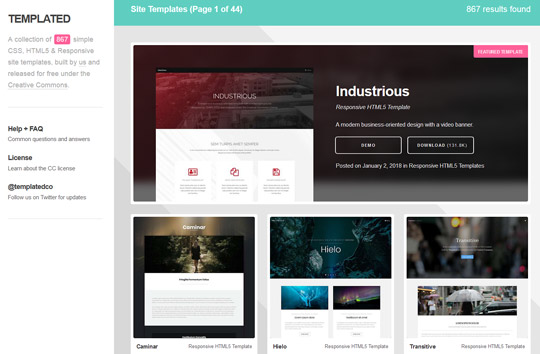 TEMPLATED
A collection of 867 simple
CSS, HTML5 & Responsive
site templates, built by us and
released for free under the
Creative Commons.
Help + FAQ
Common questions and answers
License
Learn about the CC license
@templatedco
Follow us on Twitter for updates
Site Templates (Page 1 of 44)
867 results found
FEATURED TEMPLATE
INDUSTRIOUS
Industrious
Responsive HTML5 Template
A modern business-oriented design with a video banner.
DEMO
DOWNLOAD (131.8K)
Posted on January 2, 2018 in Responsive HTML5 Templates
Caminar
Caminar
Responsive HTML5 Template
Hielo
Hielo
Responsive HTML5 Template
Transitive
Transitive
Responsive HTML5 Template